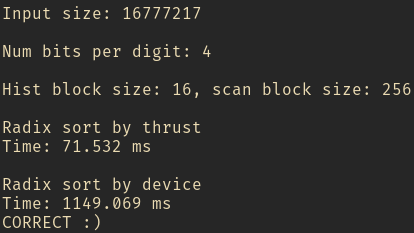 Input size: 16777217
Num bits per digit: 4
Hist block size: 16, scan block size: 256
Radix sort by thrust
Time: 71.532 ms
Radix sort by device
Time: 1149.069 ms
CORRECT :)